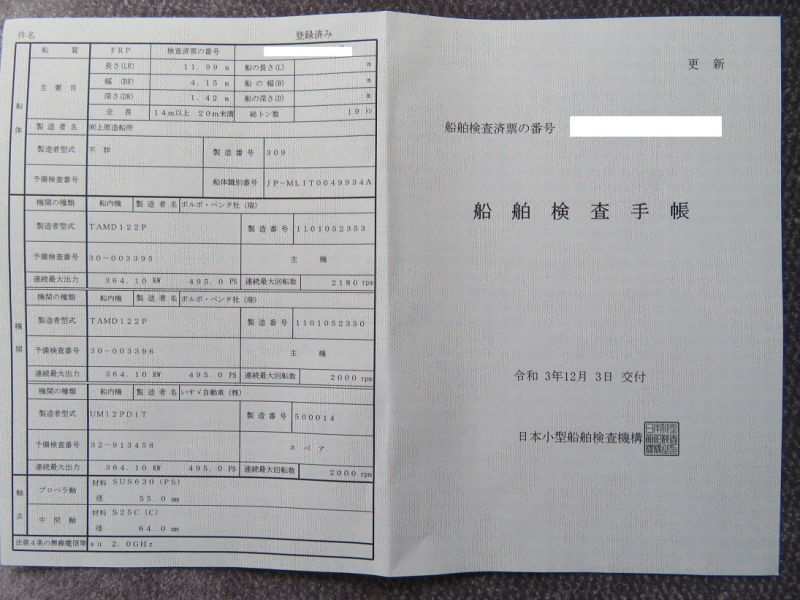 件名 登録済み
船体
船質 FRP 検査済票の番号
主要目 長さ(LR) 11.99 m 船の長さ(L) m
幅 (BR) 4.15 m 船の幅(B) m
深さ(DR) 1.42 m 船の深さ(D) m
全長 14m以上 20m未満 総トン数 19 トン
製造者名 ㈲上原造船所
製造者型式 不詳 製造番号 309
予備検査番号 船体識別番号 JP-ML1T0049934A
機関
機関の種類 船内機 製造者名 ボルボ・ペンタ社（瑞）
製造者型式 TAMD122P 製造番号 1101052353
予備検査番号 30-003395 主機
連続最大出力 364.10 KW 495.0 PS 連続最大回転数 2180 rpm
機関の種類 船内機 製造者名 ボルボ・ペンタ社（瑞）
製造者型式 TAMD122P 製造番号 1101052350
予備検査番号 30-003396 主機
連続最大出力 364.10 KW 495.0 PS 連続最大回転数 2000 rpm
機関の種類 船内機 製造者名 いすゞ自動車（株）
製造者型式 UM12PD1T 製造番号 500014
予備検査番号 32-913458 スペア
連続最大出力 364.10 KW 495.0 PS 連続最大回転数 2000 rpm
軸系
プロペラ軸 材料 SUS630（PS）
径 55.0 mm
中間軸 材料 S25C（C）
径 64.0 mm
法第4条の無線電信等 au 2.0GHz
更新
船舶検査済票の番号
船舶検査手帳
令和 3年12月 3日 交付
日本小型船舶検査機構